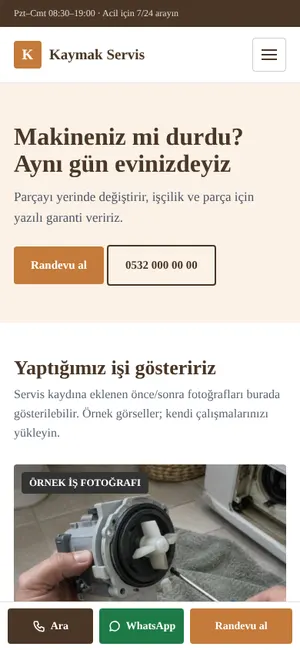 Pzt–Cmt 08:30–19:00 · Acil için 7/24 arayın
K Kaymak Servis
Makineniz mi durdu?
Aynı gün evinizdeyiz
Parçayı yerinde değiştirir, işçilik ve parça için
yazılı garanti veririz.
Randevu al
0532 000 00 00
Yaptığımız işi gösteririz
Servis kaydına eklenen önce/sonra fotoğrafları burada
gösterilebilir. Örnek görseller; kendi çalışmalarınızı
yükleyin.
ÖRNEK İŞ FOTOĞRAFI
Ara
WhatsApp
Randevu al